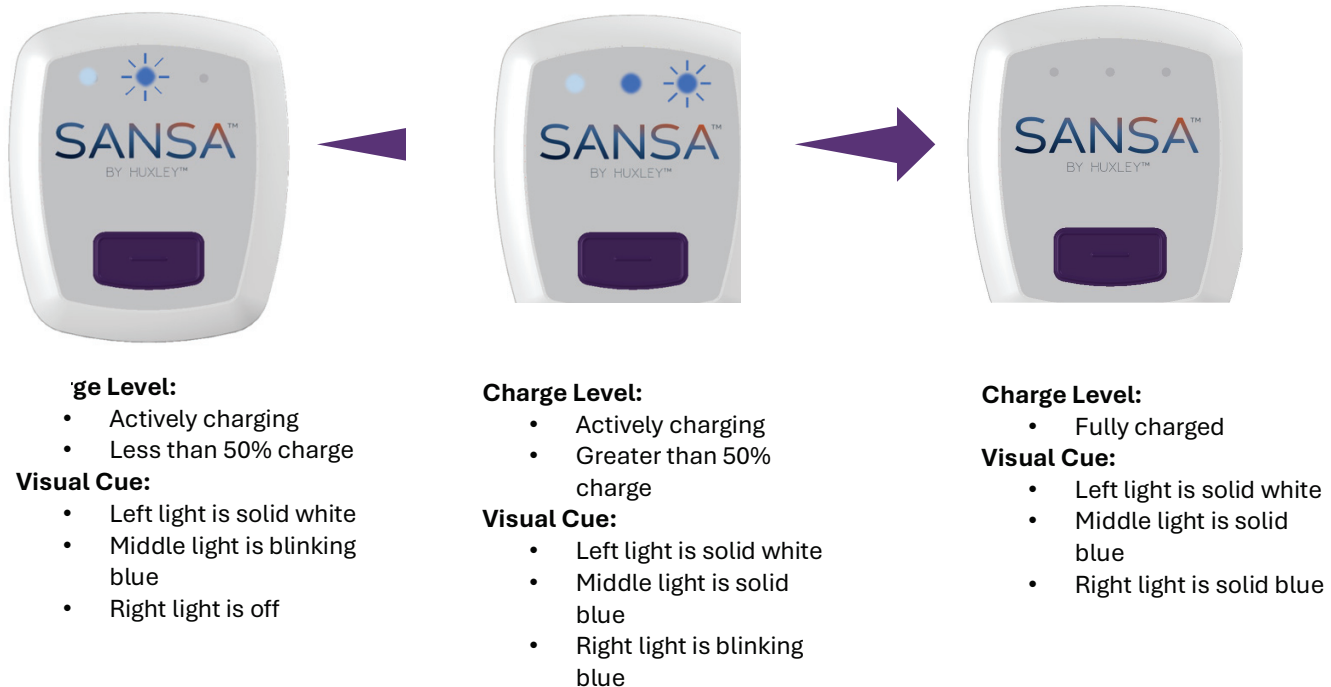 SANSA™
BY HUXLEY™
SANSA™
BY HUXLEY™
SANSA™
BY HUXLEY™
ge Level:
• Actively charging
• Less than 50% charge
Visual Cue:
• Left light is solid white
• Middle light is blinking
blue
• Right light is off
Charge Level:
• Actively charging
• Greater than 50%
charge
Visual Cue:
• Left light is solid white
• Middle light is solid
blue
• Right light is blinking
blue
Charge Level:
• Fully charged
Visual Cue:
• Left light is solid white
• Middle light is solid
blue
• Right light is solid blue